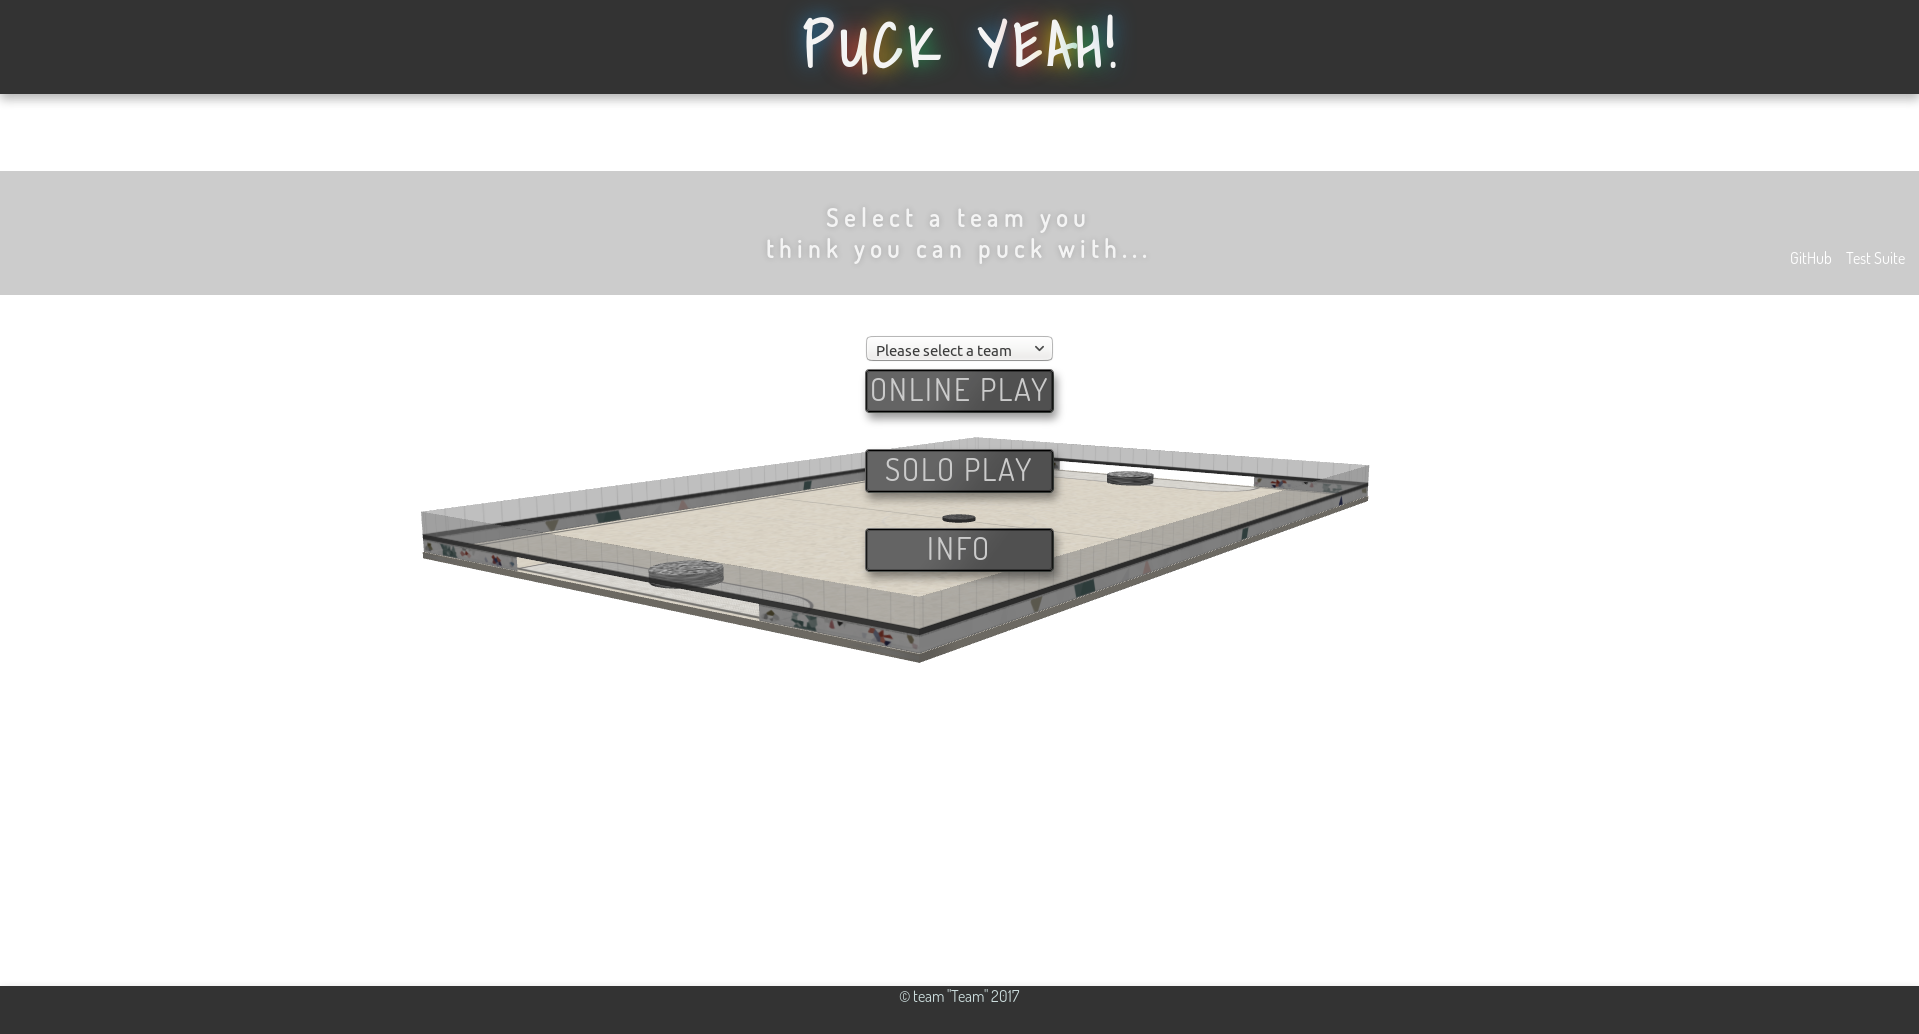 PUCK YEAH!
Select a team you
think you can puck with...
GitHub Test Suite
Please select a team
ONLINE PLAY
SOLO PLAY
INFO
© team "Team" 2017